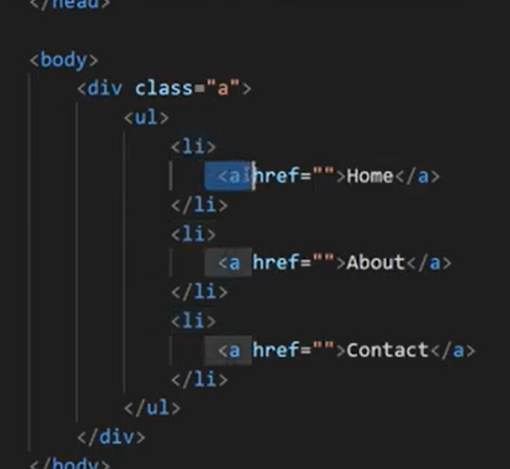 </head>
<body>
<div class="a">
<ul>
<li>
<a href="">Home</a>
</li>
<li>
<a href="">About</a>
</li>
<li>
<a href="">Contact</a>
</li>
</ul>
</div>
</body>